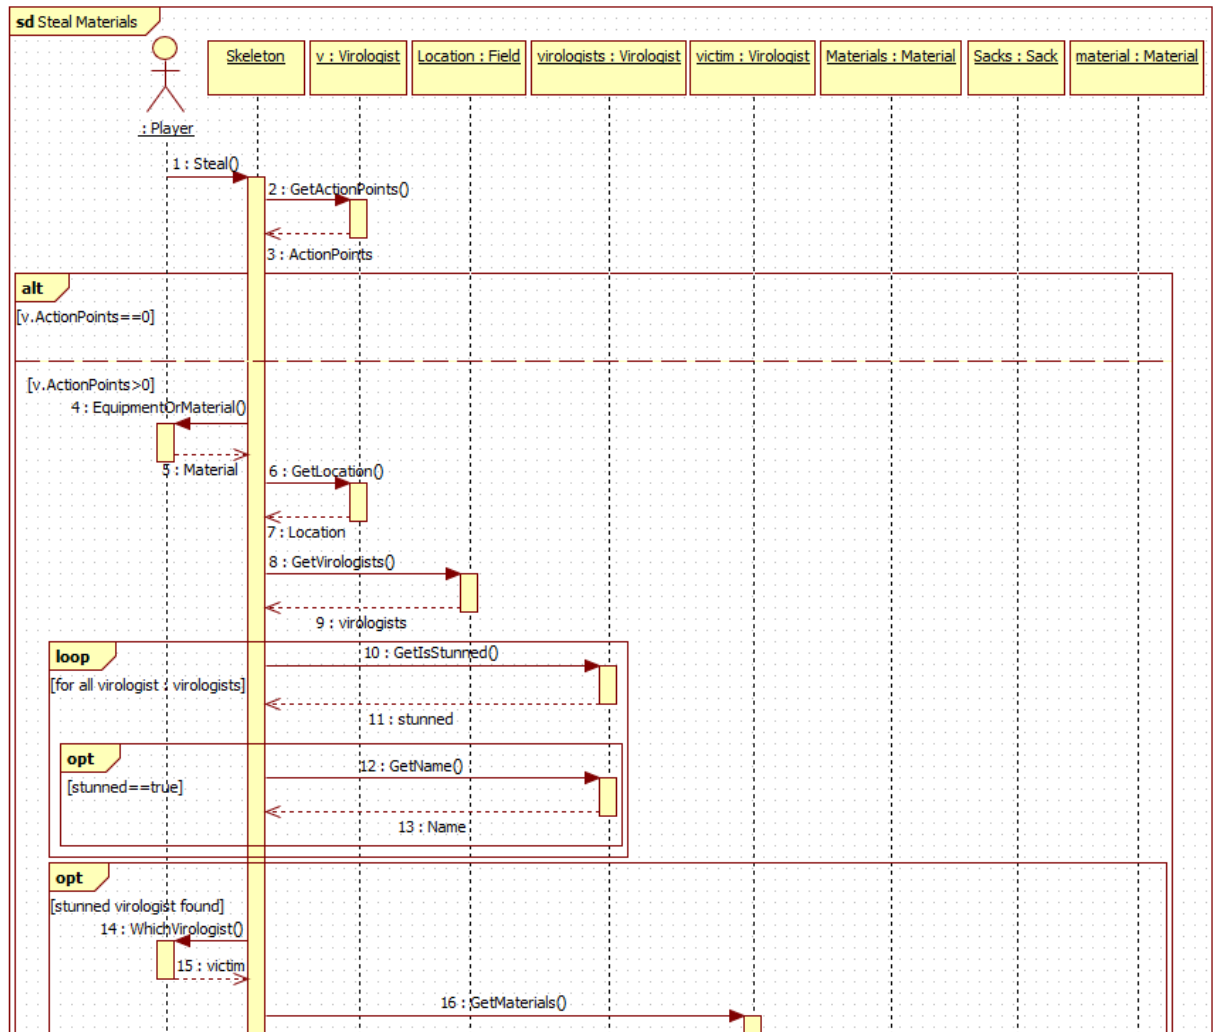 sd Steal Materials
Skeleton
v : Virologist
Location : Field
virologists : Virologist
victim : Virologist
Materials : Material
Sacks : Sack
material : Material
: Player
1 : Steal()
2 : GetActionPoints()
3 : ActionPoints
alt
[v.ActionPoints==0]
[v.ActionPoints>0]
4 : EquipmentOrMaterial()
5 : Material
6 : GetLocation()
7 : Location
8 : GetVirologists()
9 : virologists
loop
10 : GetIsStunned()
[for all virologist : virologists]
11 : stunned
opt
12 : GetName()
[stunned==true]
13 : Name
opt
[stunned virologist found]
14 : WhichVirologist()
15 : victim
16 : GetMaterials()